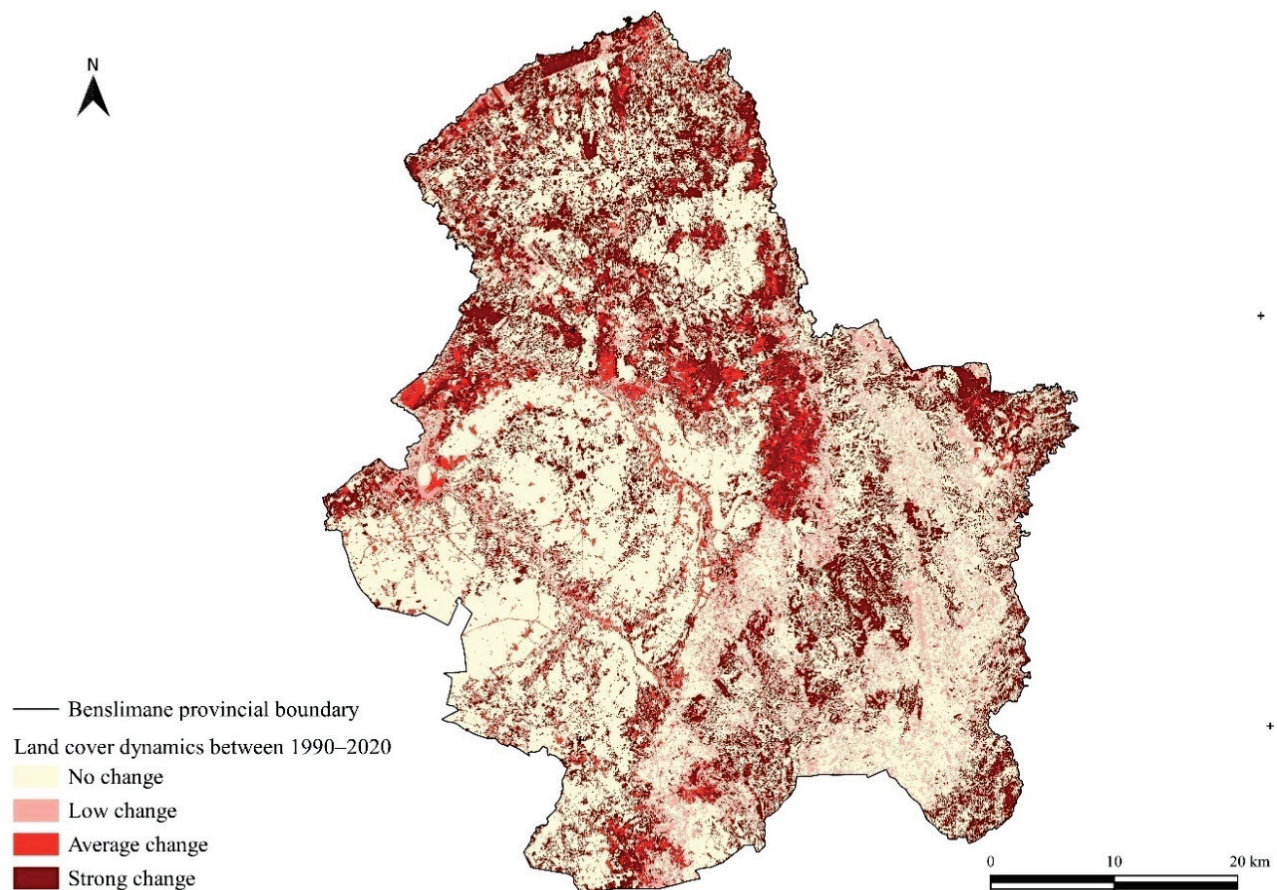 N
Benslimane provincial boundary
Land cover dynamics between 1990–2020
No change
Low change
Average change
Strong change
0 10 20 km